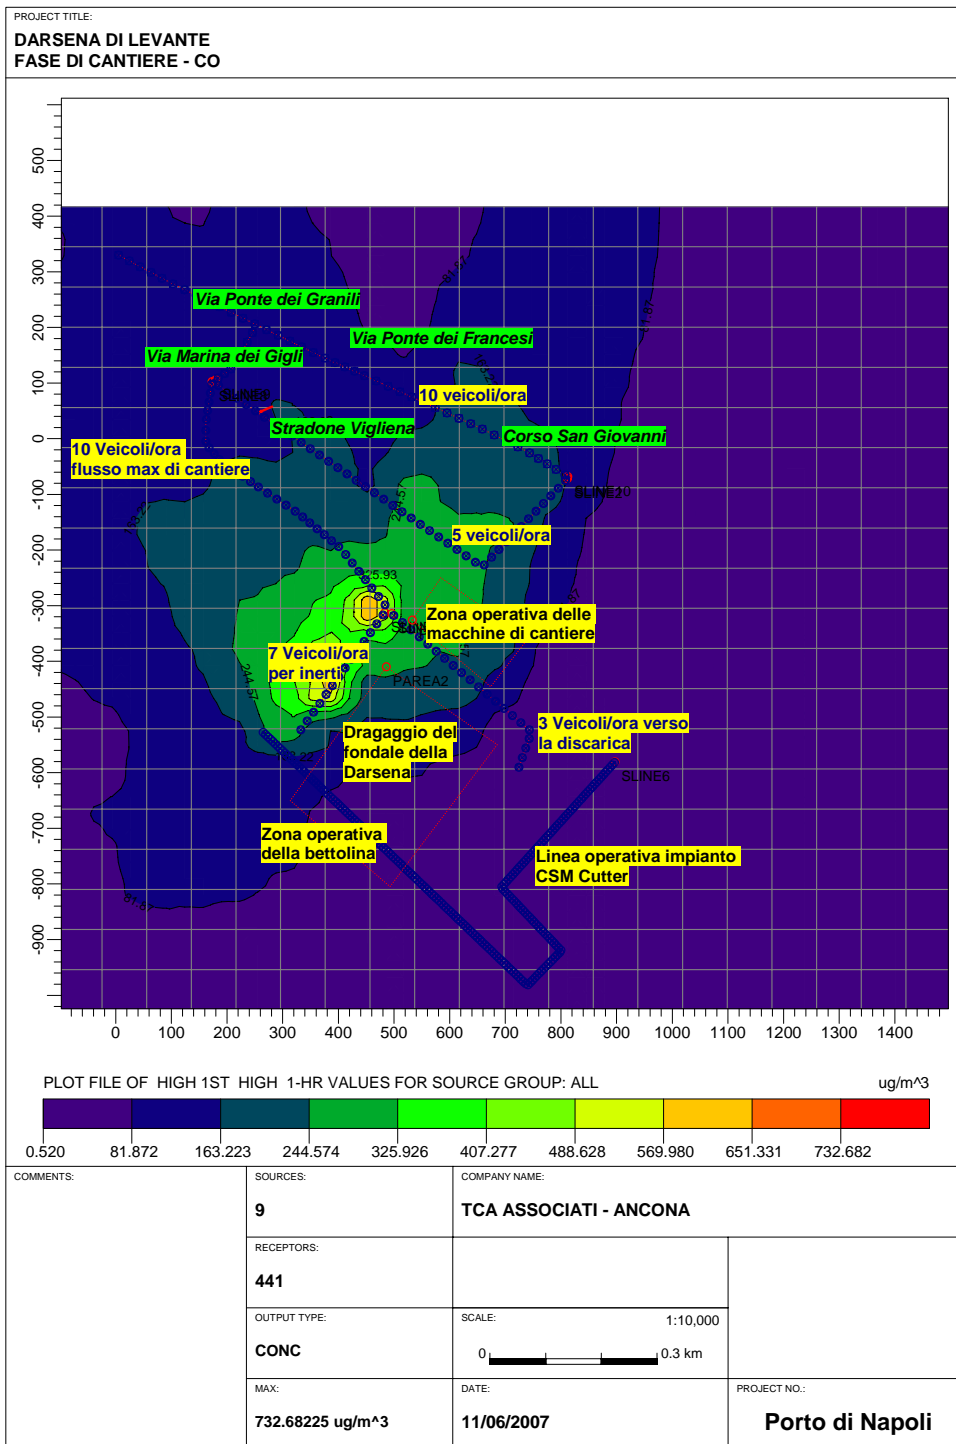 PROJECT TITLE:
DARSENA DI LEVANTE
FASE DI CANTIERE - CO
500
400
300
200
100
0
-100
-200
-300
-400
-500
-600
-700
-800
-900
81.87
81.87
Via Ponte dei Granili
Via Ponte dei Francesi
Via Marina dei Gigli
10 veicoli/ora
Stradone Vigliena
Corso San Giovanni
10 Veicoli/ora
flusso max di cantiere
SLINE10
5 veicoli/ora
Zona operativa delle
macchine di cantiere
7 Veicoli/ora
per inerti
PAREA2
244.57
Dragaggio del
fondale della
Darsena
3 Veicoli/ora verso
la discarica
SLINE6
Zona operativa
della bettolina
Linea operativa impianto
CSM Cutter
81.87
0 100 200 300 400 500 600 700 800 900 1000 1100 1200 1300 1400
PLOT FILE OF HIGH 1ST HIGH 1-HR VALUES FOR SOURCE GROUP: ALL
ug/m^3
0.520 81.872 163.223 244.574 325.926 407.277 488.628 569.980 651.331 732.682
COMMENTS:
SOURCES:
9
COMPANY NAME:
TCA ASSOCIATI - ANCONA
RECEPTORS:
441
OUTPUT TYPE:
CONC
SCALE:
1:10,000
0
0.3 km
MAX:
732.68225 ug/m^3
DATE:
11/06/2007
PROJECT NO.:
Porto di Napoli